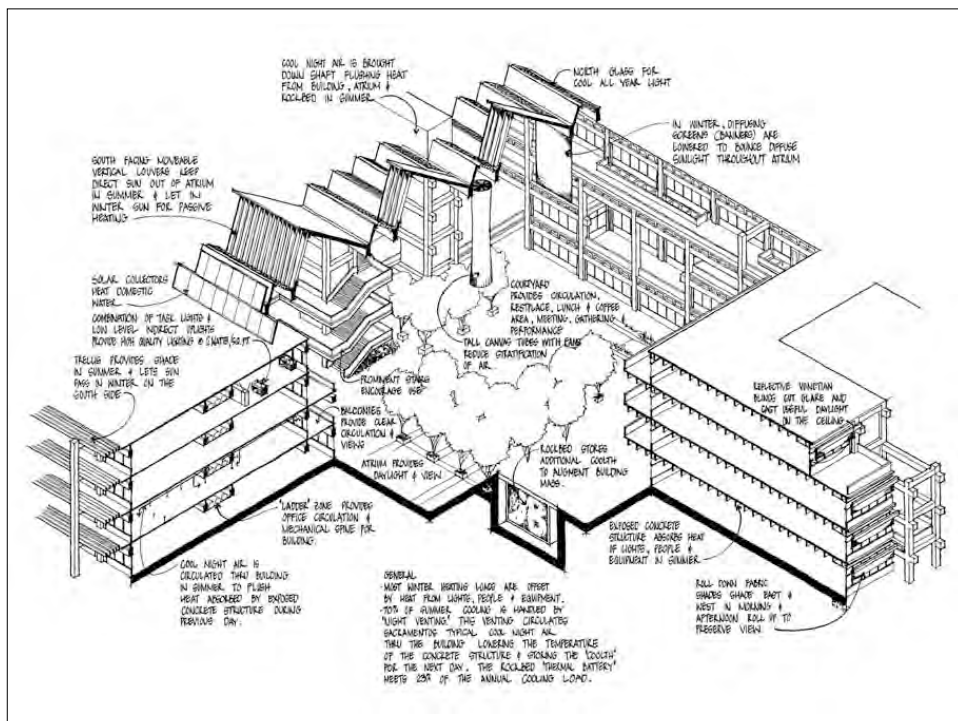 COOL NIGHT AIR IS BROUGHT
DOWN SHAFT FLUSHING HEAT
FROM BUILDING, ATRIUM &
ROCKBED IN SUMMER
NORTH GLASS FOR
COOL ALL YEAR LIGHT
IN WINTER, DIFFUSING
SCREENS (BANNERS) ARE
LOWERED TO BOUNCE DIFFUSE
SUNLIGHT THROUGHOUT ATRIUM
SOUTH FACING MOVEABLE
VERTICAL LOUVERS KEEP
DIRECT SUN OUT OF ATRIUM
IN SUMMER & LET IN
WINTER SUN FOR PASSIVE
HEATING
SOLAR COLLECTORS
HEAT DOMESTIC
WATER
COMBINATION OF TASK LIGHTS &
LOW LEVEL INDIRECT UPLIGHTS
PROVIDE HIGH QUALITY LIGHTING @ 2 WATTS/SQ.FT.
TRELLIS PROVIDES SHADE
IN SUMMER & LETS SUN
PASS IN WINTER ON THE
SOUTH SIDE
COURTYARD
PROVIDES CIRCULATION,
RESTPLACE, LUNCH & COFFEE
AREA, MEETING, GATHERING
PERFORMANCE
TALL CANVAS TUBES WITH FANS
REDUCE STRATIFICATION
OF AIR
PROMINENT STAIRS
ENCOURAGE USE
BALCONIES
PROVIDE CLEAR
CIRCULATION &
VIEWS
ATRIUM PROVIDES
DAYLIGHT & VIEW
REFLECTIVE VENETIAN
BLINDS CUT GLARE AND
CAST USEFUL DAYLIGHT
ON THE CEILING
ROCKBED STORES
ADDITIONAL COOLTH
TO AUGMENT BUILDING
MASS.
"LADDER" ZONE PROVIDES
OFFICE CIRCULATION &
MECHANICAL SPINE FOR
BUILDING.
EXPOSED CONCRETE
STRUCTURE ABSORBS HEAT
OF LIGHTS, PEOPLE &
EQUIPMENT IN SUMMER
COOL NIGHT AIR IS
CIRCULATED THRU BUILDING
IN SUMMER TO FLUSH
HEAT ABSORBED BY EXPOSED
CONCRETE STRUCTURE DURING
PREVIOUS DAY.
GENERAL
· MOST WINTER HEATING LOADS ARE OFFSET
BY HEAT FROM LIGHTS, PEOPLE & EQUIPMENT.
· 70% OF SUMMER COOLING IS HANDLED BY
"NIGHT VENTING." THIS VENTING CIRCULATES
SACRAMENTOS TYPICAL COOL NIGHT AIR
THRU THE BUILDING LOWERING THE TEMPERATURE
OF THE CONCRETE STRUCTURE & STORING THE "COOLTH"
FOR THE NEXT DAY. THE ROCKBED "THERMAL BATTERY"
MEETS OF THE ANNUAL COOLING LOAD.
ROLL DOWN FABRIC
SHADES SHADE EAST &
WEST IN MORNING &
AFTERNOON ROLL UP TO
PRESERVE VIEW.